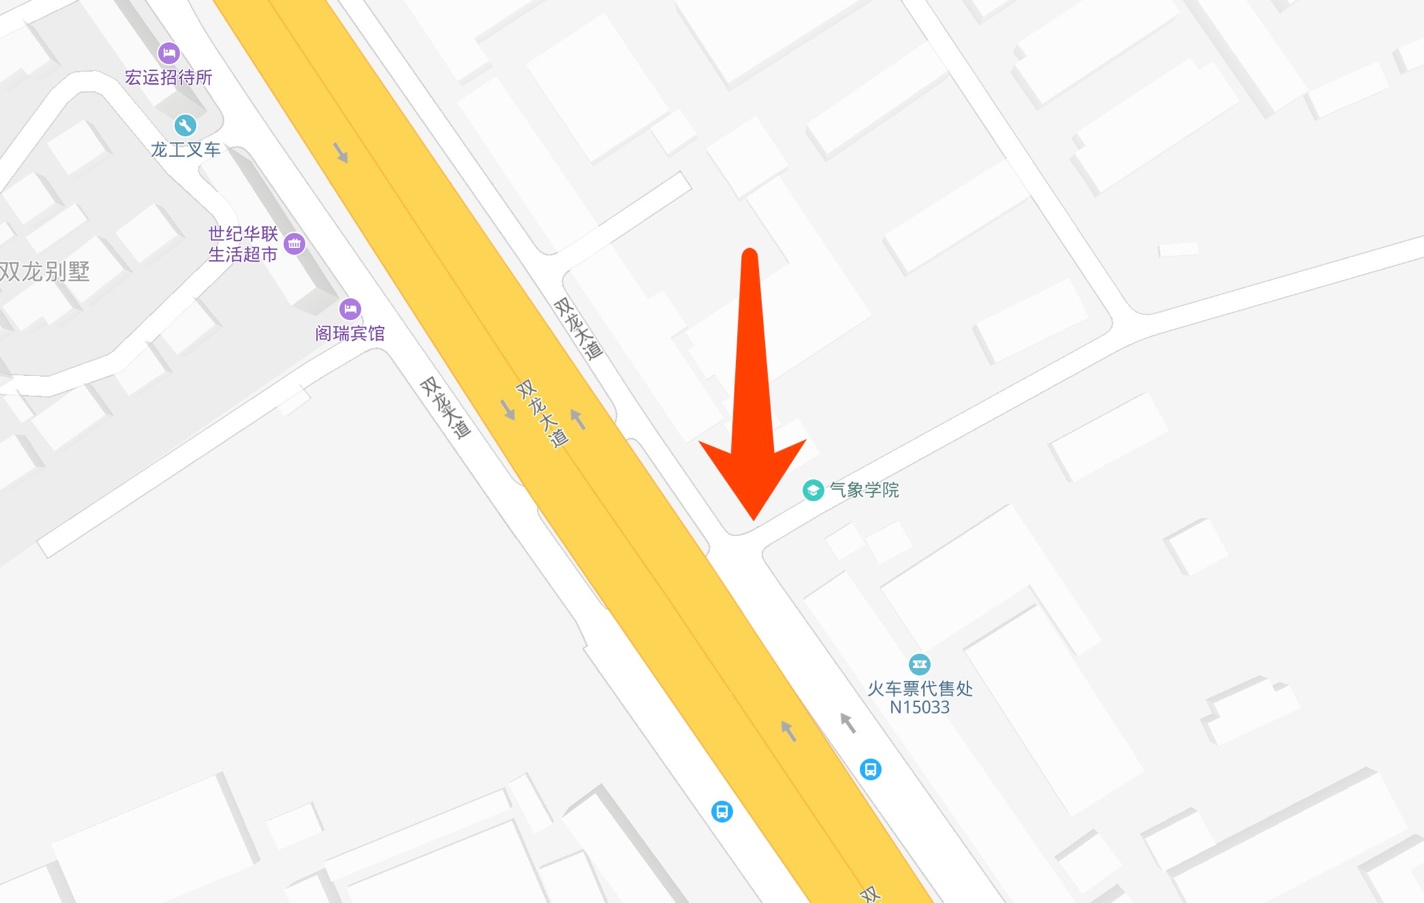 宏运招待所
龙工叉车
世纪华联
生活超市
双龙别墅
阁瑞宾馆
双龙大道
双龙大道
双龙大道
气象学院
火车票代售处
N15033
双